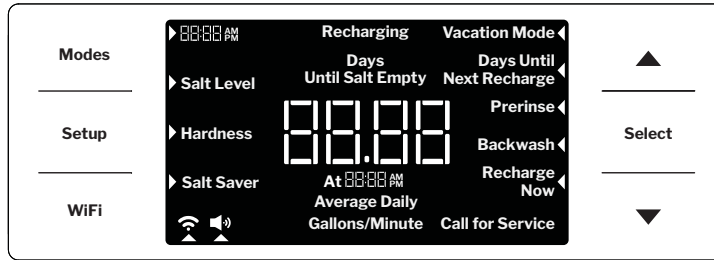 Modes
Setup
WiFi
88:88 AM PM
Salt Level
Hardness
Salt Saver
Recharging
Days
Until Salt Empty
88.88
At 88:88 AM PM
Average Daily
Gallons/Minute
Vacation Mode
Days Until
Next Recharge
Prerinse
Backwash
Recharge
Now
Call for Service
Select